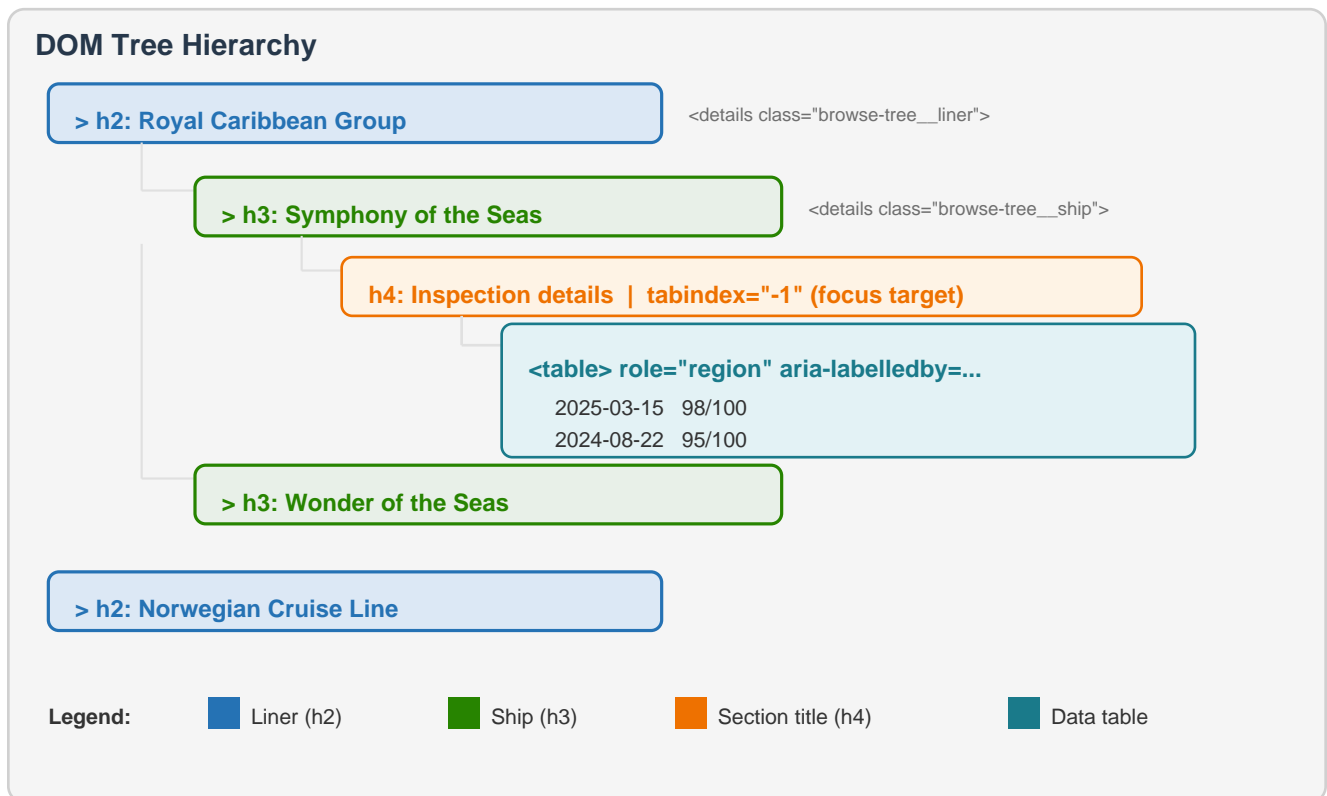 DOM Tree Hierarchy
> h2: Royal Caribbean Group
<details class="browse-tree__liner">
> h3: Symphony of the Seas
<details class="browse-tree__ship">
h4: Inspection details | tabindex="-1" (focus target)
<table> role="region" aria-labelledby=...
2025-03-15 98/100
2024-08-22 95/100
> h3: Wonder of the Seas
> h2: Norwegian Cruise Line
Legend:
Liner (h2)
Ship (h3)
Section title (h4)
Data table